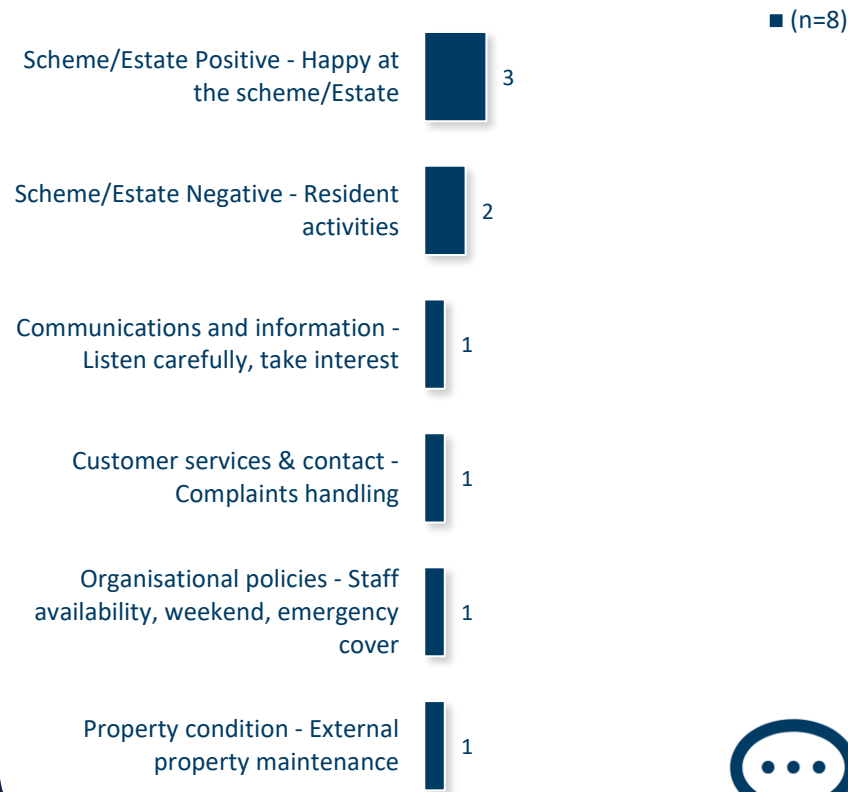 ■ (n=8)
Scheme/Estate Positive - Happy at
the scheme/Estate
3
Scheme/Estate Negative - Resident
activities
2
Communications and information -
Listen carefully, take interest
1
Customer services & contact -
Complaints handling
1
Organisational policies - Staff
availability, weekend, emergency
cover
1
Property condition - External
property maintenance
1